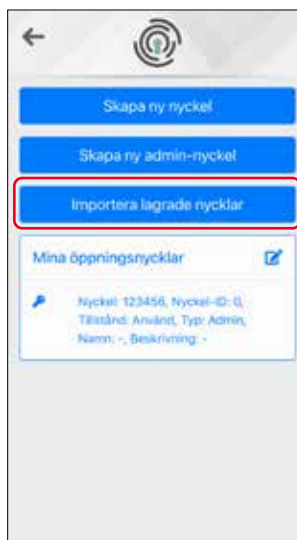 Skapa ny nyckel
Skapa ny admin-nyckel
Importera lagrade nycklar
Mina öppningsnycklar
Nyckel: 123456, Nyckel-ID: 0,
Tillstånd: Använd, Typ: Admin,
Namn: -, Beskrivning: -